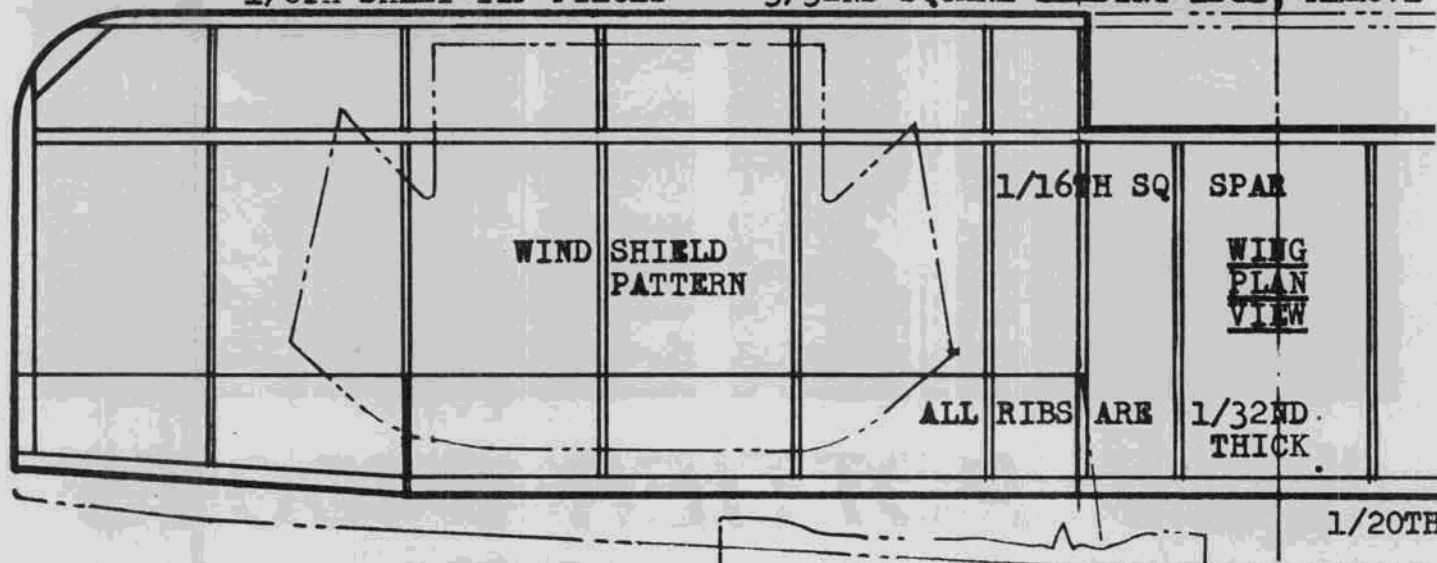 1/16TH SQ SPAR
WIND SHIELD
PATTERN
WING
PLAN
VIEW
ALL RIBS ARE 1/32ND
THICK
1/20TH